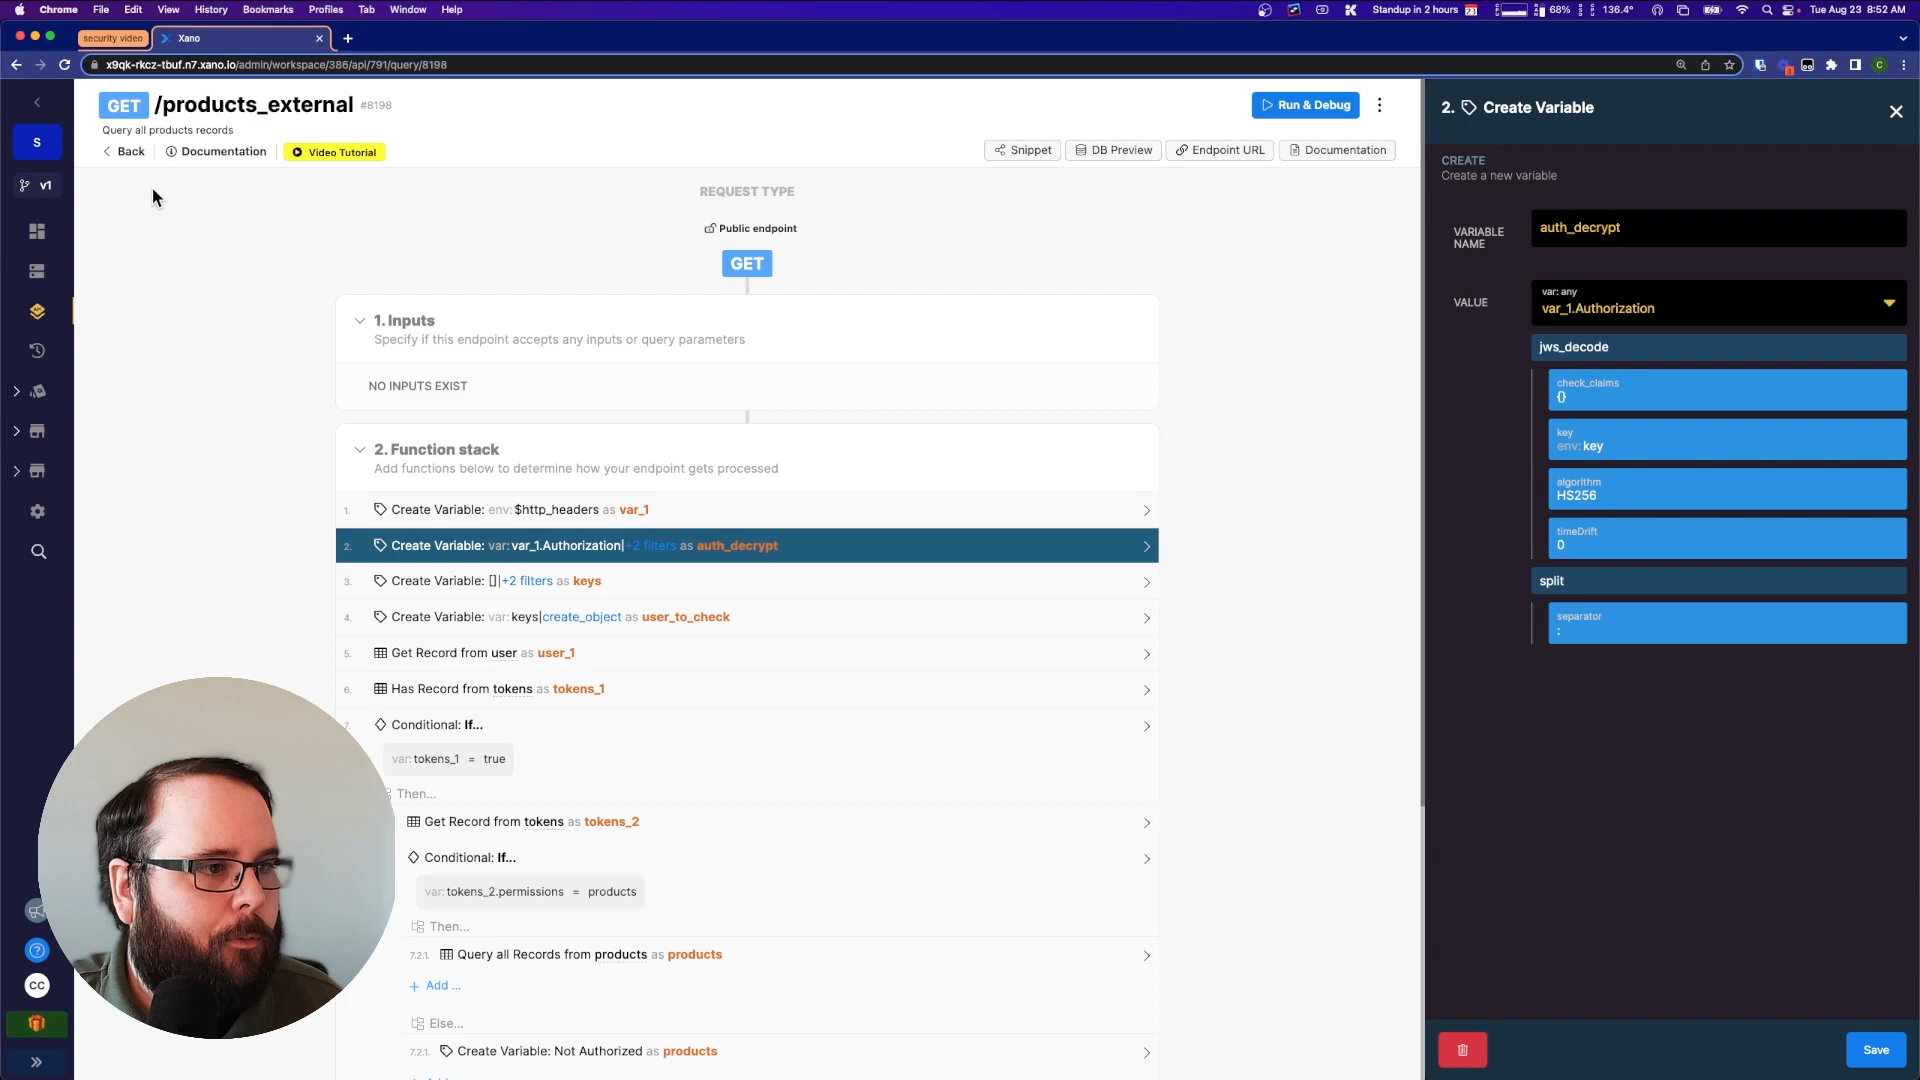 Chrome File Edit View History Bookmarks Profiles Tab Window Help
Standup in 2 hours 68% 136.4° Tue Aug 23 8:52 AM
security video Xano
x9qk-rkcz-tbuf.n7.xano.io/admin/workspace/386/api/791/query/8198
S
v1
CC
GET /products_external #8198
Query all products records
Back Documentation Video Tutorial
Run & Debug
Snippet DB Preview Endpoint URL Documentation
REQUEST TYPE
Public endpoint
GET
1. Inputs
Specify if this endpoint accepts any inputs or query parameters
NO INPUTS EXIST
2. Function stack
Add functions below to determine how your endpoint gets processed
1. Create Variable: env: $http_headers as var_1
2. Create Variable: var: var_1.Authorization|+2 filters as auth_decrypt
3. Create Variable: []|+2 filters as keys
4. Create Variable: var: keys|create_object as user_to_check
5. Get Record from user as user_1
6. Has Record from tokens as tokens_1
7. Conditional: If...
var: tokens_1 = true
Then...
Get Record from tokens as tokens_2
Conditional: If...
var: tokens_2.permissions = products
Then...
7.2.1. Query all Records from products as products
+ Add ...
Else...
7.2.1. Create Variable: Not Authorized as products
2. Create Variable
CREATE
Create a new variable
VARIABLE NAME
auth_decrypt
VALUE
var: any
var_1.Authorization
jws_decode
check_claims
{}
key
env: key
algorithm
HS256
timeDrift
0
split
separator
:
Save